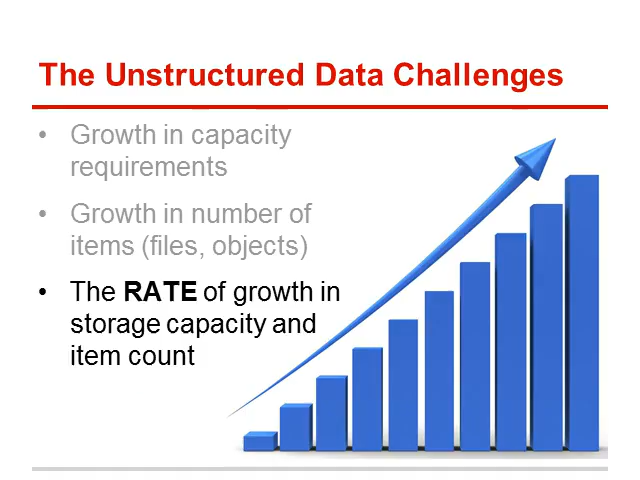 The Unstructured Data Challenges
• Growth in capacity
requirements
• Growth in number of
items (files, objects)
• The RATE of growth in
storage capacity and
item count